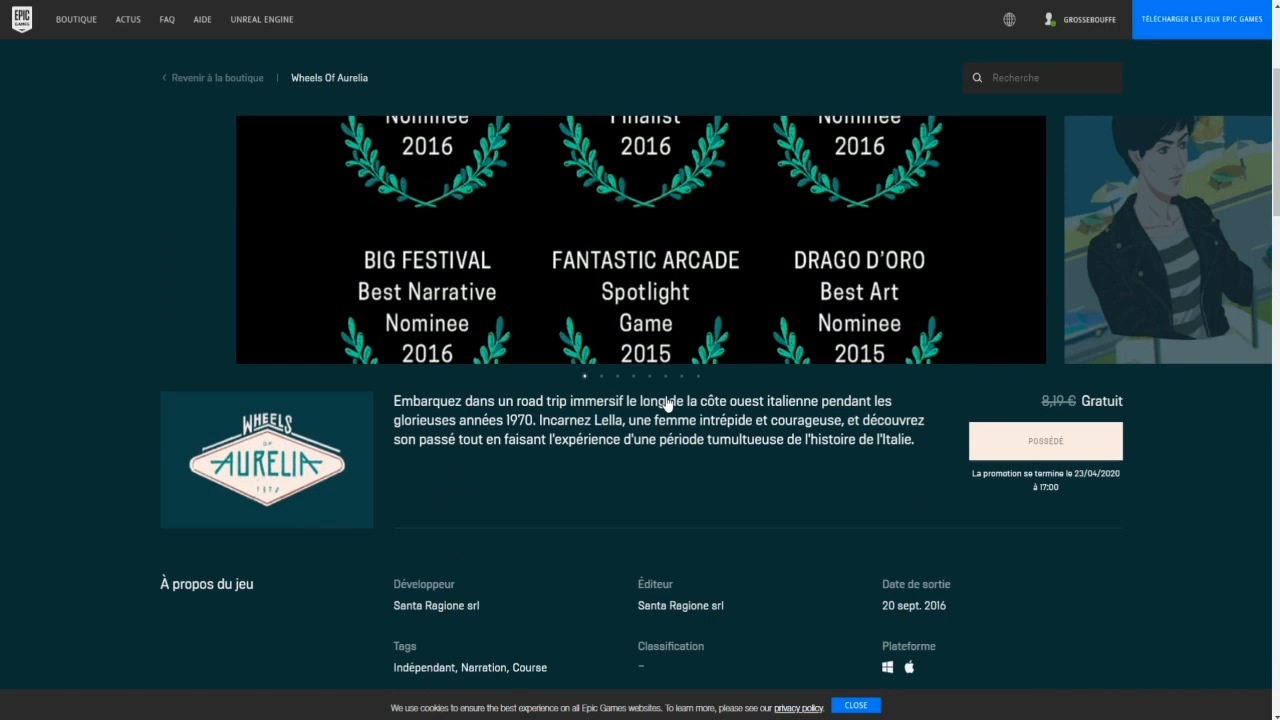 EPIC GAMES
BOUTIQUE ACTUS FAQ AIDE UNREAL ENGINE GROSSEBOUFFE TÉLÉCHARGER LES JEUX EPIC GAMES
Revenir à la boutique | Wheels Of Aurelia Recherche
Nominee Finalist Nominee
2016 2016 2016
BIG FESTIVAL FANTASTIC ARCADE DRAGO D'ORO
Best Narrative Spotlight Best Art
Nominee Game Nominee
2016 2015 2015
Embarquez dans un road trip immersif le long de la côte ouest italienne pendant les
glorieuses années 1970. Incarnez Lella, une femme intrépide et courageuse, et découvrez
son passé tout en faisant l'expérience d'une période tumultueuse de l'histoire de l'Italie.
8,19 € Gratuit
POSSÉDÉ
La promotion se termine le 23/04/2020
à 17:00
WHEELS
OF
AURELIA
1970
À propos du jeu
Développeur Éditeur Date de sortie
Santa Ragione srl Santa Ragione srl 20 sept. 2016
Tags Classification Plateforme
Indépendant, Narration, Course –
We use cookies to ensure the best experience on all Epic Games websites. To learn more, please see our privacy policy. CLOSE